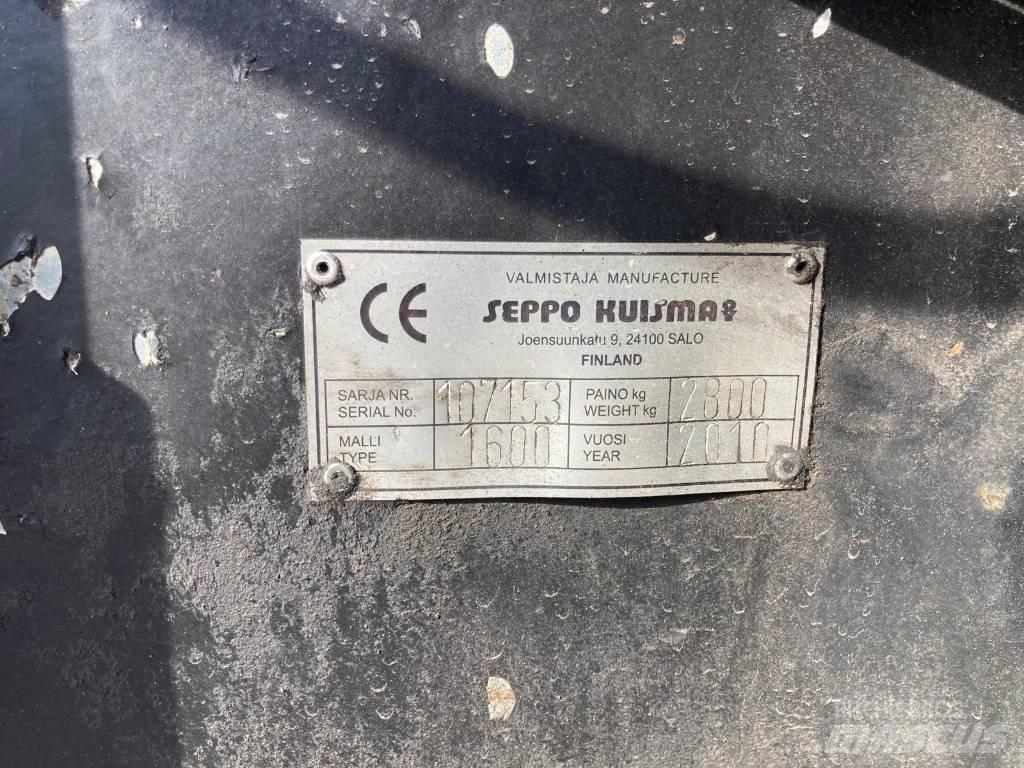 VALMISTAJA MANUFACTURE
CE SEPPO KUISMA
Joensuunkatu 9, 24100 SALO
FINLAND
SARJA NR. 107153 PAINO kg 2800
SERIAL No. WEIGHT kg
MALLI 1600 VUOSI 2010
TYPE YEAR
MACHINES